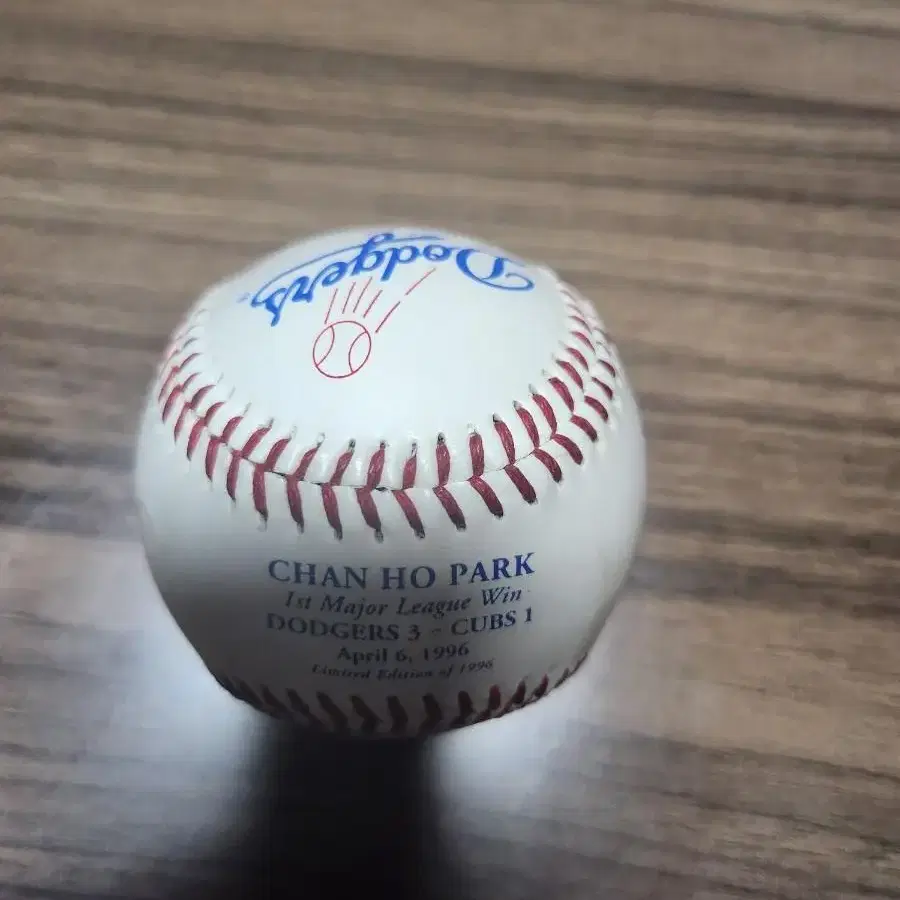 Dodgers
CHAN HO PARK
1st Major League Win
DODGERS 3 - CUBS 1
April 6, 1996
Limited Edition of 1996